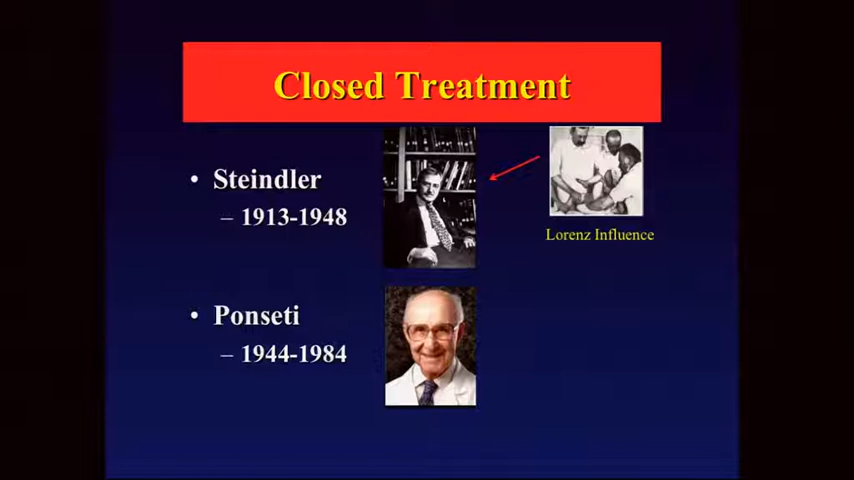 Closed Treatment
• Steindler
– 1913-1948
Lorenz Influence
• Ponseti
– 1944-1984